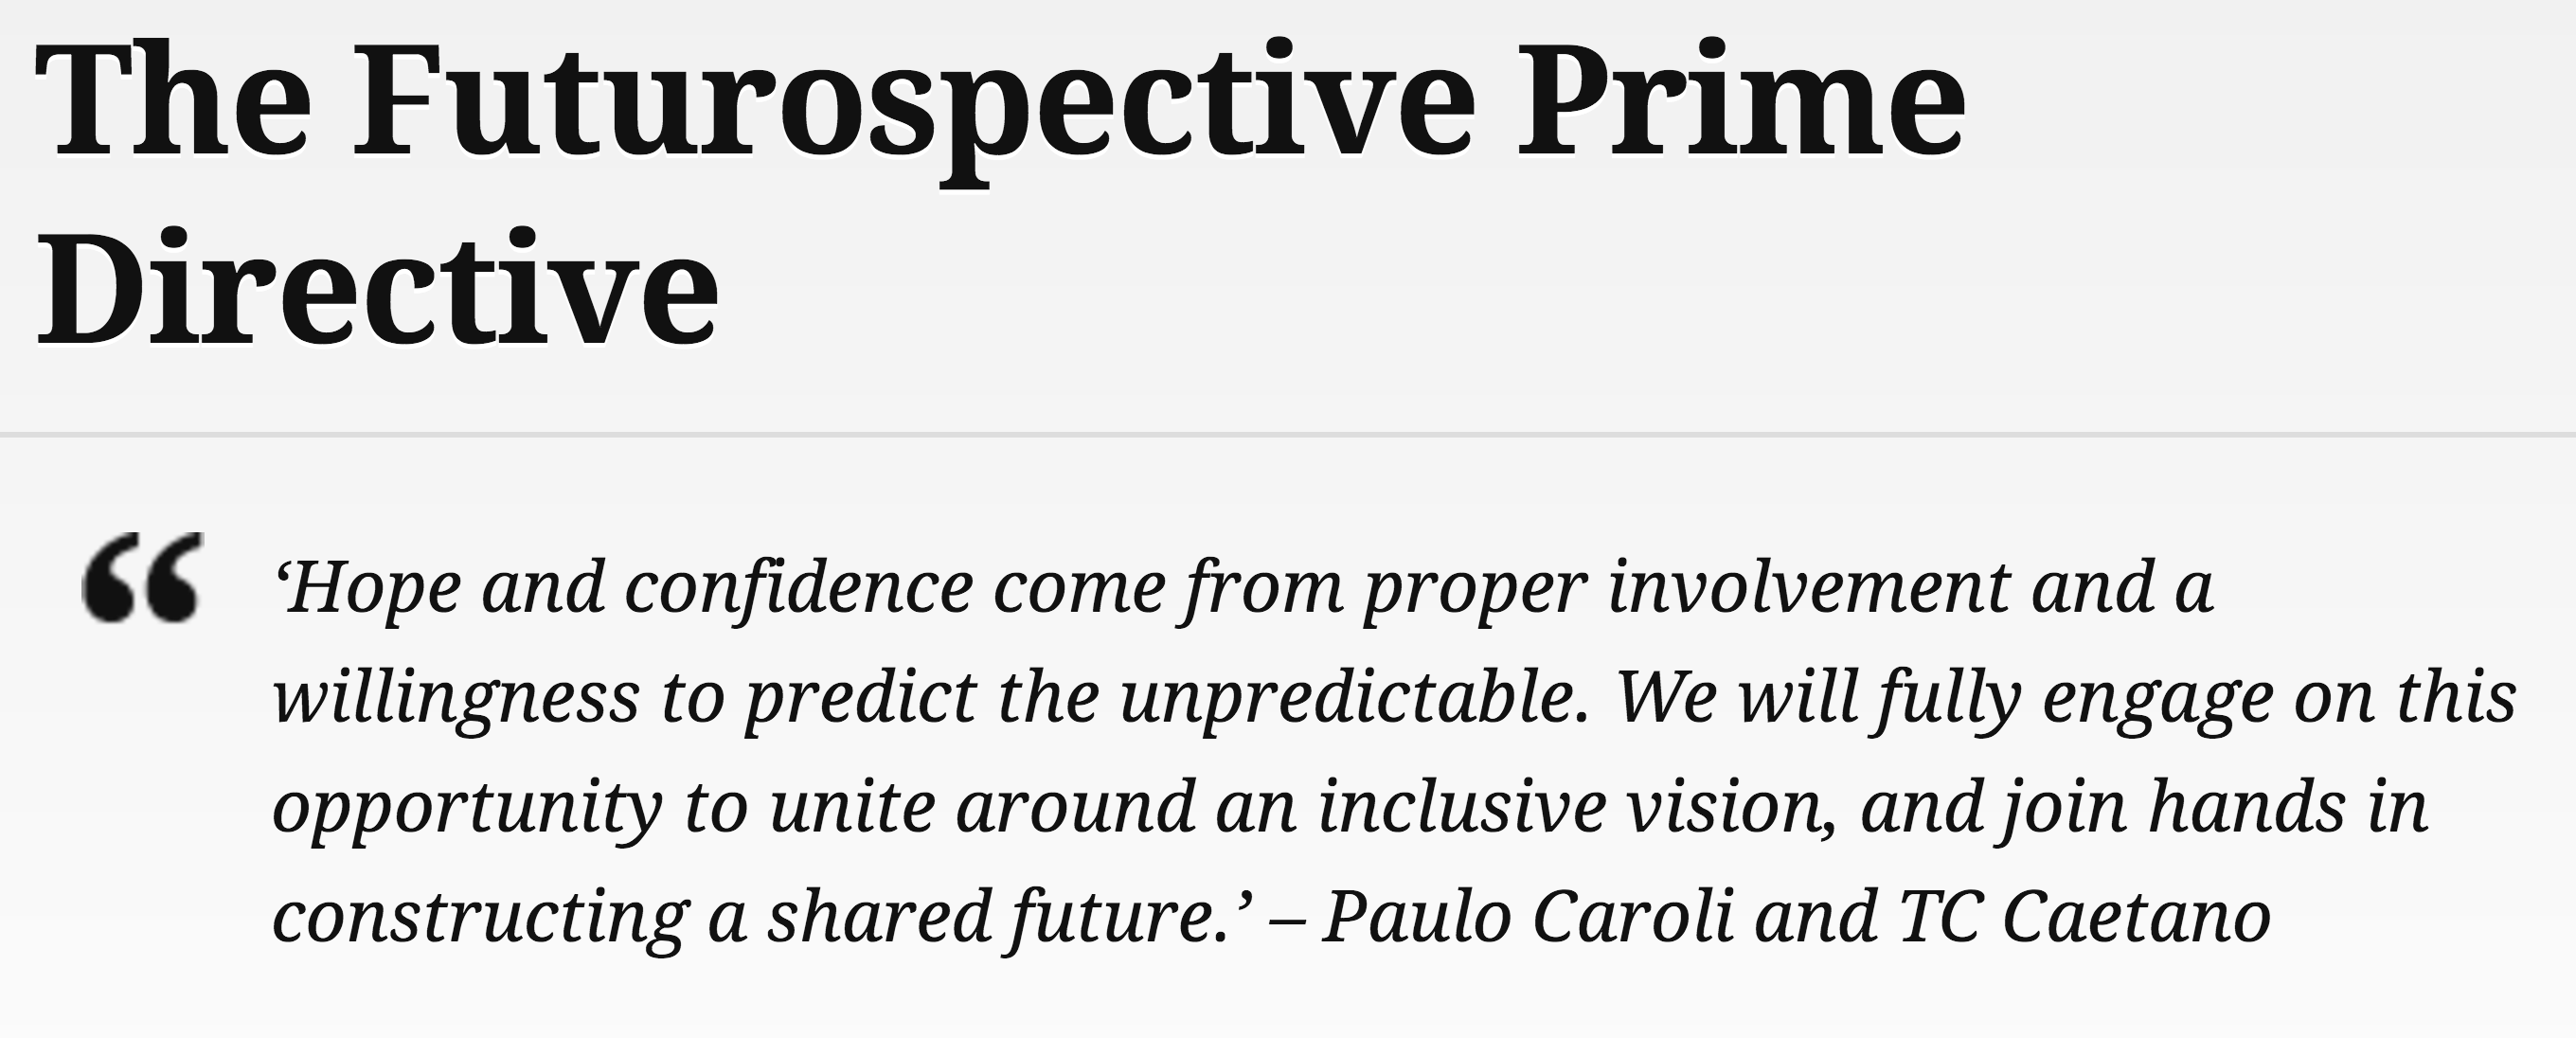 The Futurospective Prime
Directive
“ ‘Hope and confidence come from proper involvement and a
willingness to predict the unpredictable. We will fully engage on this
opportunity to unite around an inclusive vision, and join hands in
constructing a shared future.’ – Paulo Caroli and TC Caetano